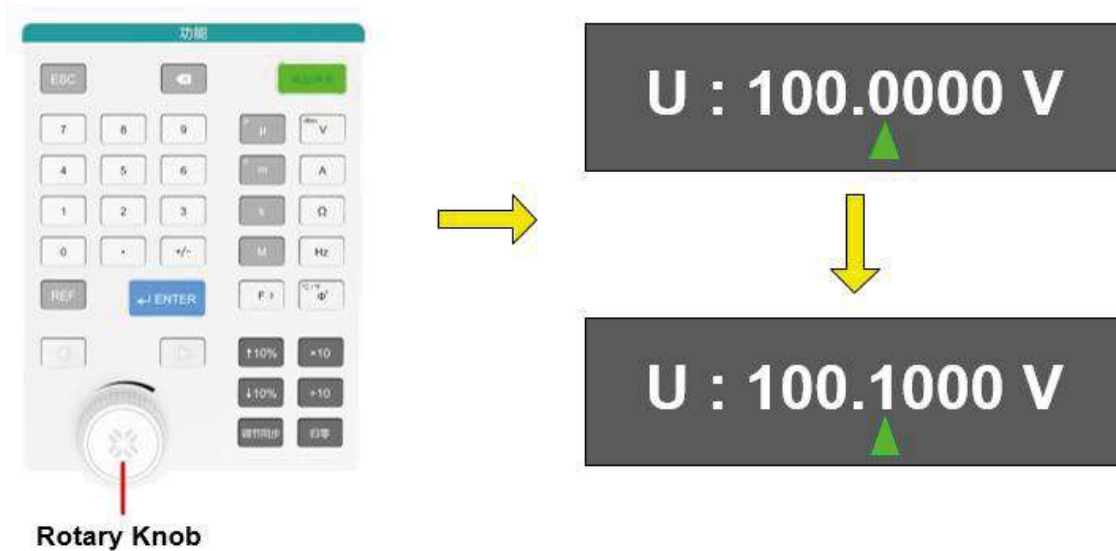 功能
ESC
7 8 9 μ V
4 5 6 m A
1 2 3 k Ω
0 . +/- M Hz
REF ↵ ENTER F °C/°F Φ
↑10% ×10
↓10% ÷10
调节同步 归零
Rotary Knob
U : 100.0000 V
U : 100.1000 V